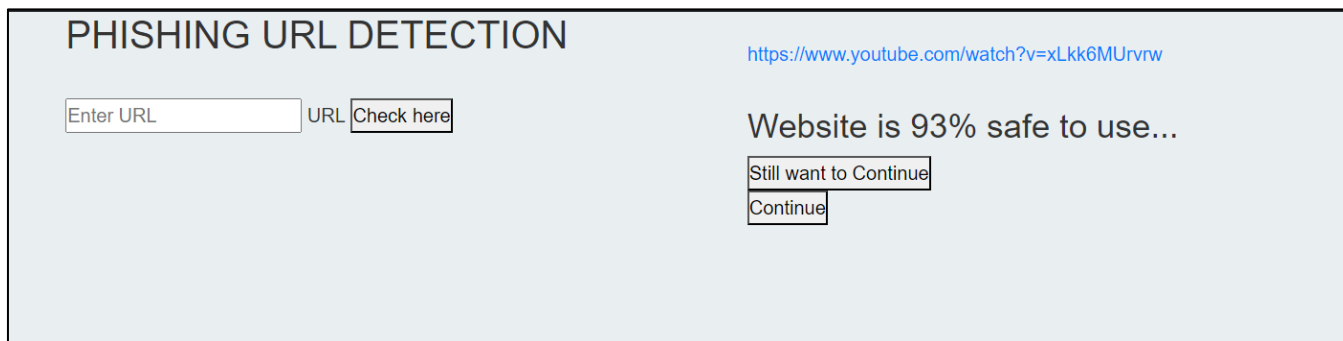 PHISHING URL DETECTION
Enter URL URL Check here
https://www.youtube.com/watch?v=xLkk6MUrvrw
Website is 93% safe to use...
Still want to Continue
Continue